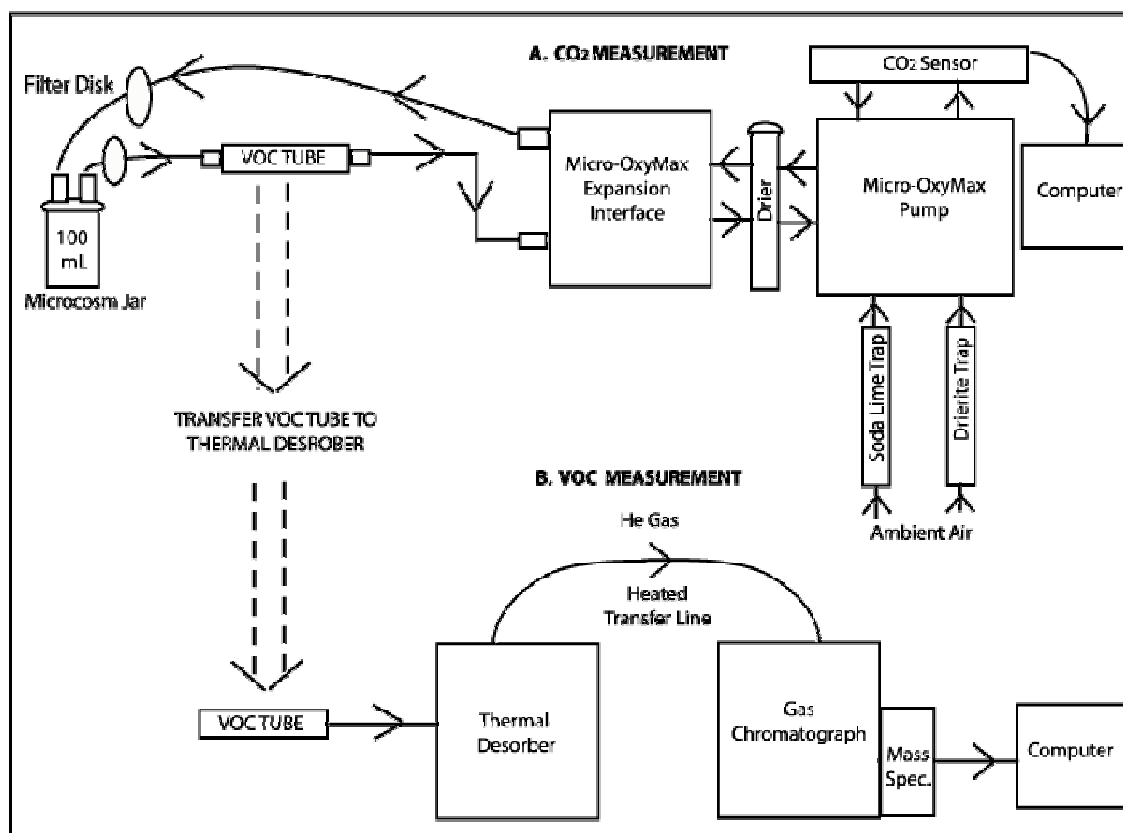 A. CO2 MEASUREMENT
CO2 Sensor
Filter Disk
VOC TUBE
Micro-OxyMax
Expansion
Interface
Drier
Micro-OxyMax
Pump
Computer
100
mL
Microcosm Jar
Soda Lime Trap
Drierite Trap
Ambient Air
TRANSFER VOC TUBE TO
THERMAL DESROBER
B. VOC MEASUREMENT
He Gas
Heated
Transfer Line
VOC TUBE
Thermal
Desorber
Gas
Chromatograph
Mass
Spec.
Computer